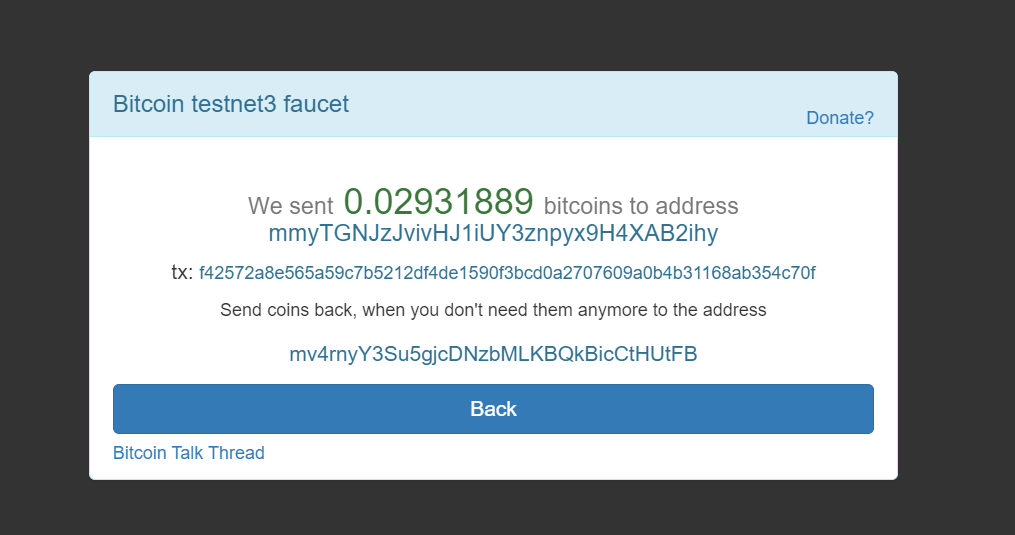 Bitcoin testnet3 faucet
Donate?
We sent 0.02931889 bitcoins to address
mmyTGNJzJvivHJ1iUY3znpyx9H4XAB2ihy
tx: f42572a8e565a59c7b5212df4de1590f3bcd0a2707609a0b4b31168ab354c70f
Send coins back, when you don't need them anymore to the address
mv4rnyY3Su5gjcDNzbMLKBQkBicCtHUtFB
Back
Bitcoin Talk Thread